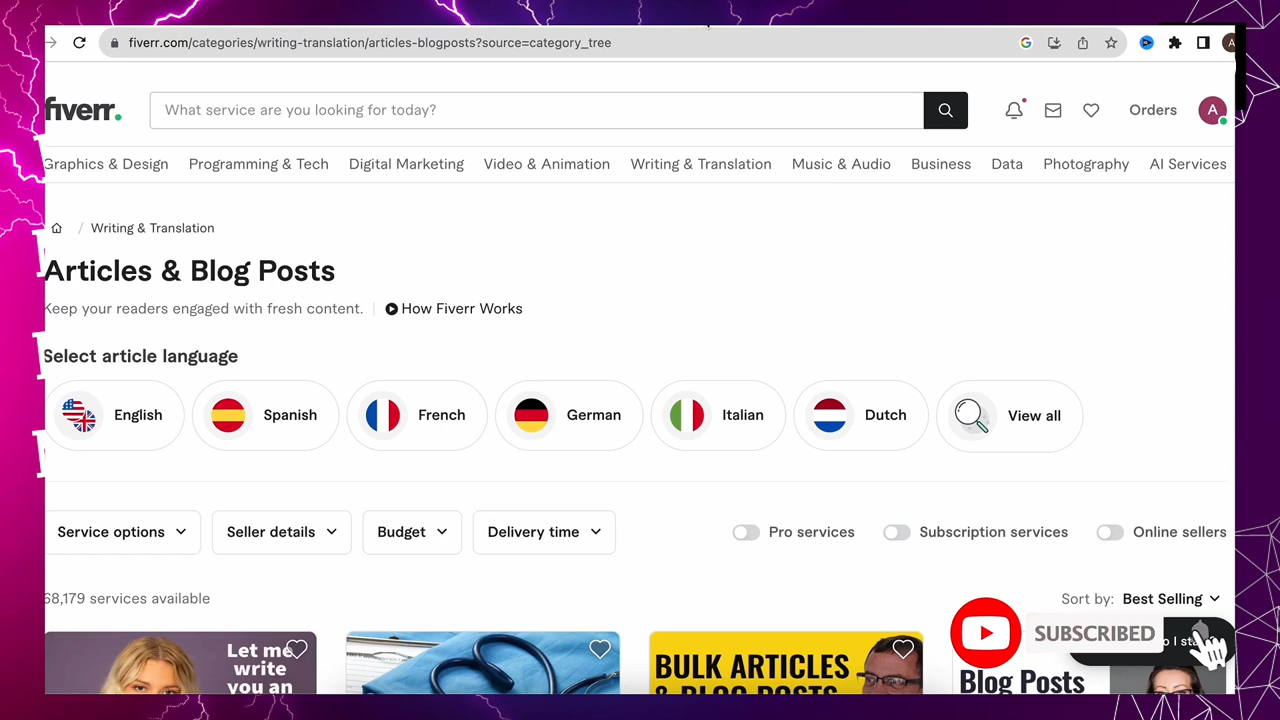 fiverr.com/categories/writing-translation/articles-blogposts?source=category_tree
A
fiverr.
What service are you looking for today?
Orders
A
Graphics & Design
Programming & Tech
Digital Marketing
Video & Animation
Writing & Translation
Music & Audio
Business
Data
Photography
AI Services
/ Writing & Translation
Articles & Blog Posts
Keep your readers engaged with fresh content.
How Fiverr Works
Select article language
English
Spanish
French
German
Italian
Dutch
View all
Service options
Seller details
Budget
Delivery time
Pro services
Subscription services
Online sellers
68,179 services available
Sort by: Best Selling
SUBSCRIBED
Let me
write
you an
BULK ARTICLES
& BLOG POSTS
Blog Posts